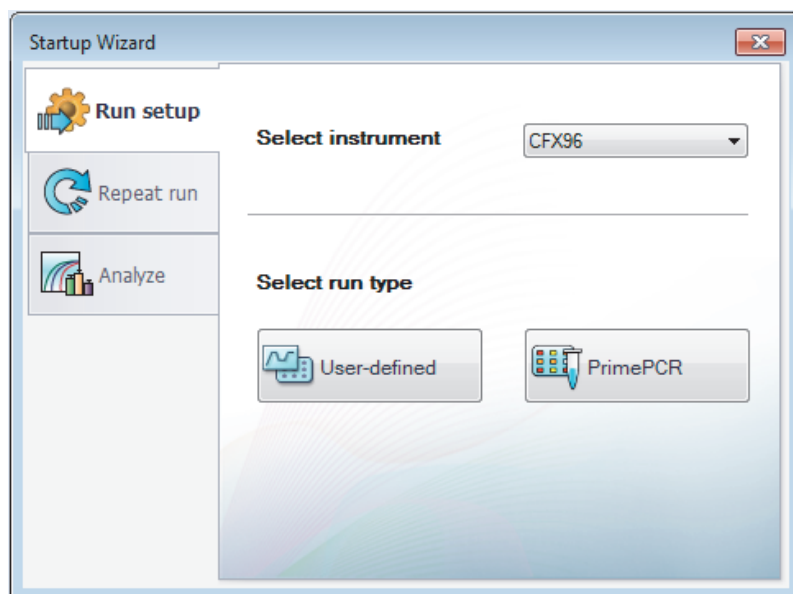 Startup Wizard
Run setup
Repeat run
Analyze
Select instrument
CFX96
Select run type
User-defined
PrimePCR